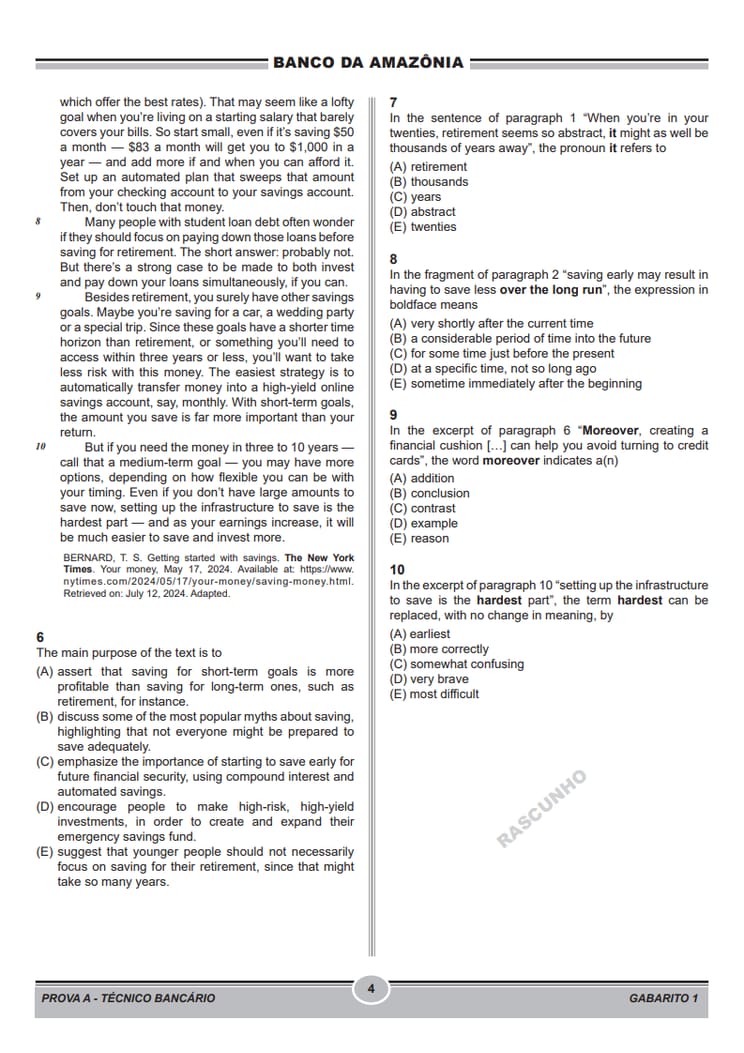 BANCO DA AMAZÔNIA
which offer the best rates). That may seem like a lofty
goal when you're living on a starting salary that barely
covers your bills. So start small, even if it's saving $50
a month — $83 a month will get you to $1,000 in a
year — and add more if and when you can afford it.
Set up an automated plan that sweeps that amount
from your checking account to your savings account.
Then, don't touch that money.
8 Many people with student loan debt often wonder
if they should focus on paying down those loans before
saving for retirement. The short answer: probably not.
But there's a strong case to be made to both invest
and pay down your loans simultaneously, if you can.
9 Besides retirement, you surely have other savings
goals. Maybe you're saving for a car, a wedding party
or a special trip. Since these goals have a shorter time
horizon than retirement, or something you'll need to
access within three years or less, you'll want to take
less risk with this money. The easiest strategy is to
automatically transfer money into a high-yield online
savings account, say, monthly. With short-term goals,
the amount you save is far more important than your
return.
10 But if you need the money in three to 10 years —
call that a medium-term goal — you may have more
options, depending on how flexible you can be with
your timing. Even if you don't have large amounts to
save now, setting up the infrastructure to save is the
hardest part — and as your earnings increase, it will
be much easier to save and invest more.
BERNARD, T. S. Getting started with savings. The New York
Times. Your money, May 17, 2024. Available at: https://www.
nytimes.com/2024/05/17/your-money/saving-money.html.
Retrieved on: July 12, 2024. Adapted.
6
The main purpose of the text is to
(A) assert that saving for short-term goals is more
profitable than saving for long-term ones, such as
retirement, for instance.
(B) discuss some of the most popular myths about saving,
highlighting that not everyone might be prepared to
save adequately.
(C) emphasize the importance of starting to save early for
future financial security, using compound interest and
automated savings.
(D) encourage people to make high-risk, high-yield
investments, in order to create and expand their
emergency savings fund.
(E) suggest that younger people should not necessarily
focus on saving for their retirement, since that might
take so many years.
7
In the sentence of paragraph 1 “When you're in your
twenties, retirement seems so abstract, it might as well be
thousands of years away”, the pronoun it refers to
(A) retirement
(B) thousands
(C) years
(D) abstract
(E) twenties
8
In the fragment of paragraph 2 “saving early may result in
having to save less over the long run”, the expression in
boldface means
(A) very shortly after the current time
(B) a considerable period of time into the future
(C) for some time just before the present
(D) at a specific time, not so long ago
(E) sometime immediately after the beginning
9
In the excerpt of paragraph 6 “Moreover, creating a
financial cushion [...] can help you avoid turning to credit
cards”, the word moreover indicates a(n)
(A) addition
(B) conclusion
(C) contrast
(D) example
(E) reason
10
In the excerpt of paragraph 10 “setting up the infrastructure
to save is the hardest part”, the term hardest can be
replaced, with no change in meaning, by
(A) earliest
(B) more correctly
(C) somewhat confusing
(D) very brave
(E) most difficult
RASCUNHO
PROVA A - TÉCNICO BANCÁRIO
4
GABARITO 1